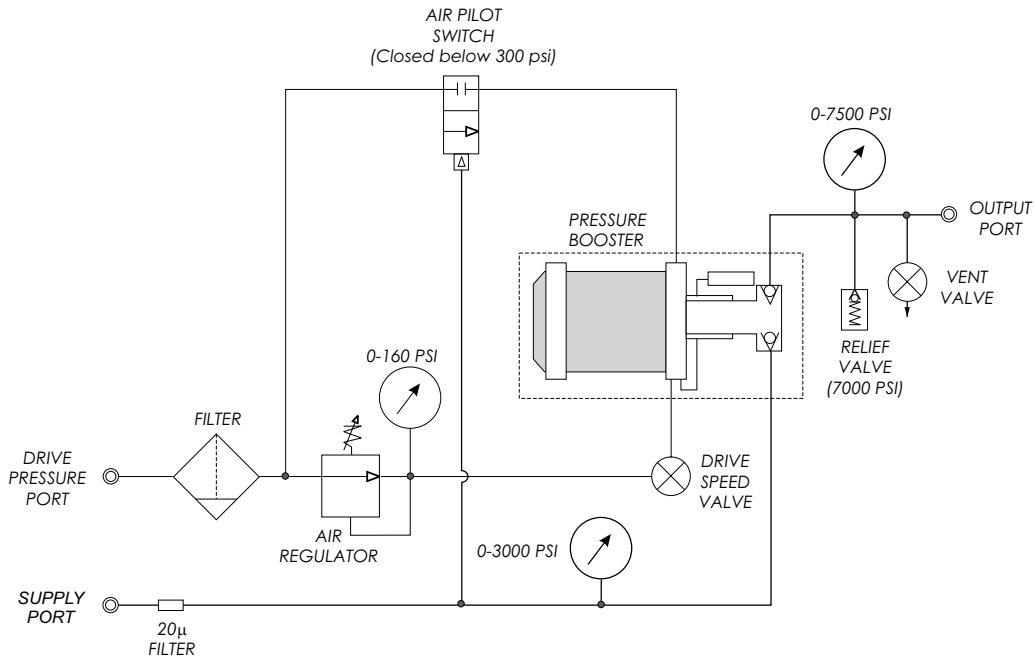 AIR PILOT
SWITCH
(Closed below 300 psi)
0-7500 PSI
OUTPUT
PORT
PRESSURE
BOOSTER
VENT
VALVE
RELIEF
VALVE
(7000 PSI)
0-160 PSI
FILTER
DRIVE
PRESSURE
PORT
DRIVE
SPEED
VALVE
AIR
REGULATOR
0-3000 PSI
SUPPLY
PORT
20μ
FILTER